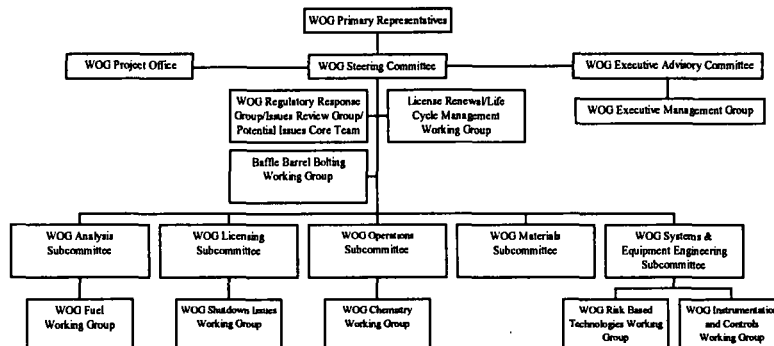 WOG Primary Representatives
WOG Project Office
WOG Steering Committee
WOG Executive Advisory Committee
WOG Executive Management Group
WOG Regulatory Response
Group/Issues Review Group/
Potential Issues Core Team
License Renewal/Life
Cycle Management
Working Group
Baffle Barrel Bolting
Working Group
WOG Analysis
Subcommittee
WOG Licensing
Subcommittee
WOG Operations
Subcommittee
WOG Materials
Subcommittee
WOG Systems &
Equipment Engineering
Subcommittee
WOG Fuel
Working Group
WOG Shutdown Issues
Working Group
WOG Chemistry
Working Group
WOG Risk Based
Technologies Working
Group
WOG Instrumentation
and Controls
Working Group